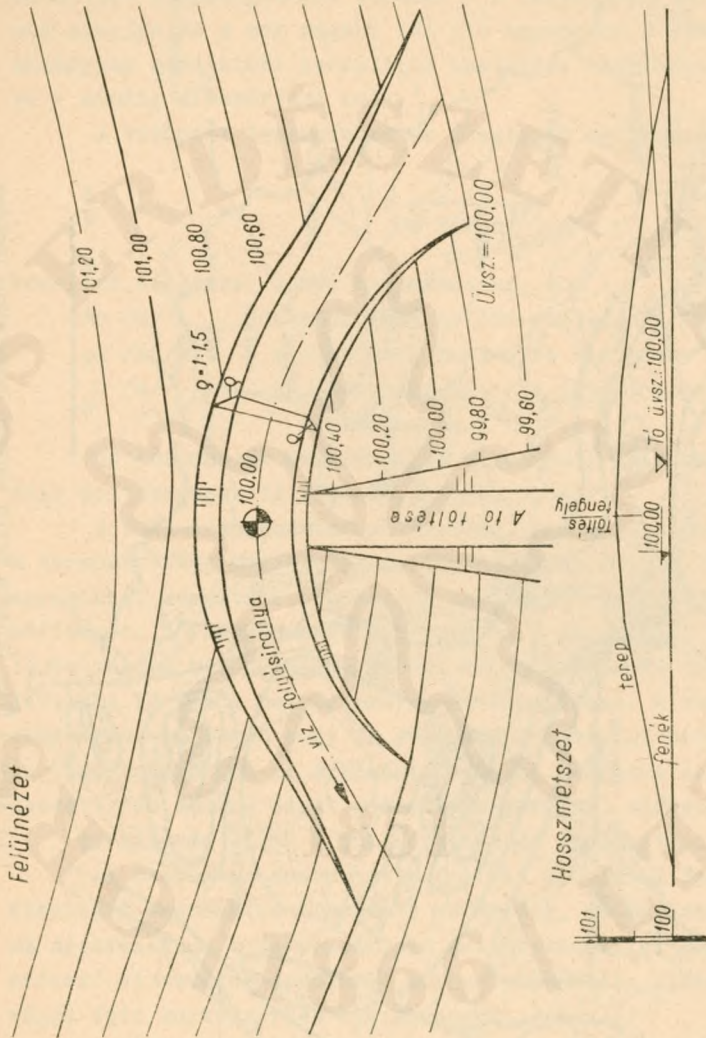 Felülnézet
101,20
101,00
100,80
100,60
ρ=1:1,5
100,00
víz folyásiránya
100,40
100,20
100,00
99,80
99,60
A tó töltése
Üvsz.=100,00
Hosszmetszet
Töltés
tengely
terep
fenék
100,00
Tó üvsz.:100,00
101
100
1866